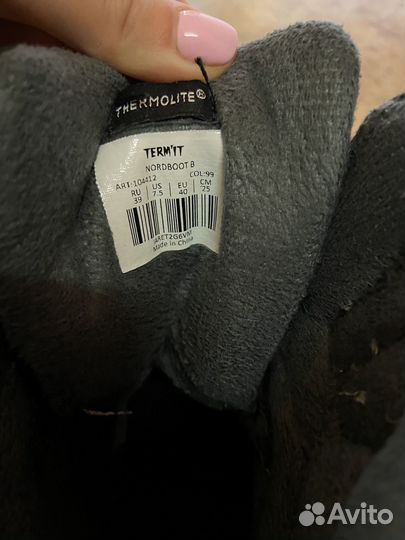 THERMOLITE®
TERM'IT
NORDBOOT B
ART:104412 COL:99
RU US EU CM
39 7.5 40 25
Made in China
Avito